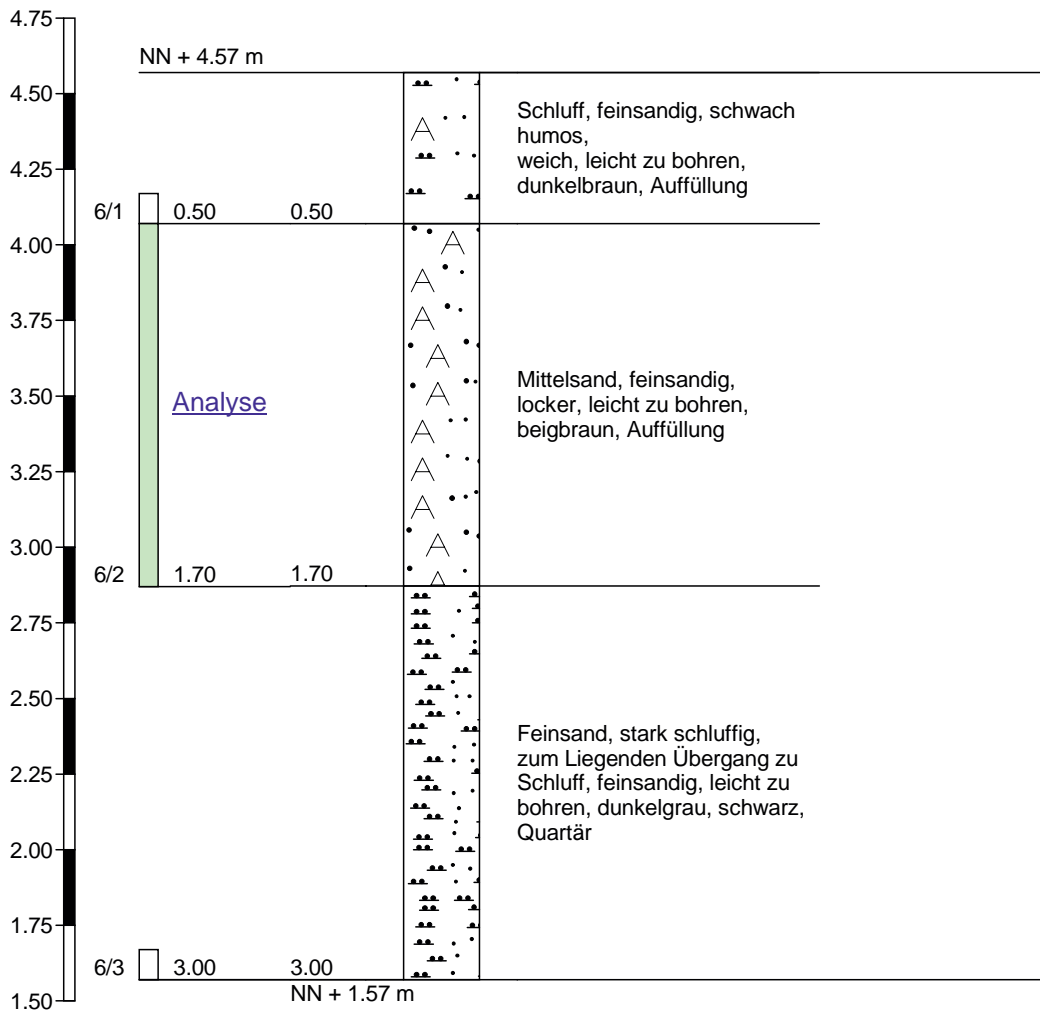 4.75
NN + 4.57 m
4.50
Schluff, feinsandig, schwach
humos,
weich, leicht zu bohren,
dunkelbraun, Auffüllung
4.25
6/1 0.50 0.50
4.00
3.75
3.50
Analyse
Mittelsand, feinsandig,
locker, leicht zu bohren,
beigbraun, Auffüllung
3.25
3.00
6/2 1.70 1.70
2.75
2.50
Feinsand, stark schluffig,
zum Liegenden Übergang zu
Schluff, feinsandig, leicht zu
bohren, dunkelgrau, schwarz,
Quartär
2.25
2.00
1.75
6/3 3.00 3.00
NN + 1.57 m
1.50